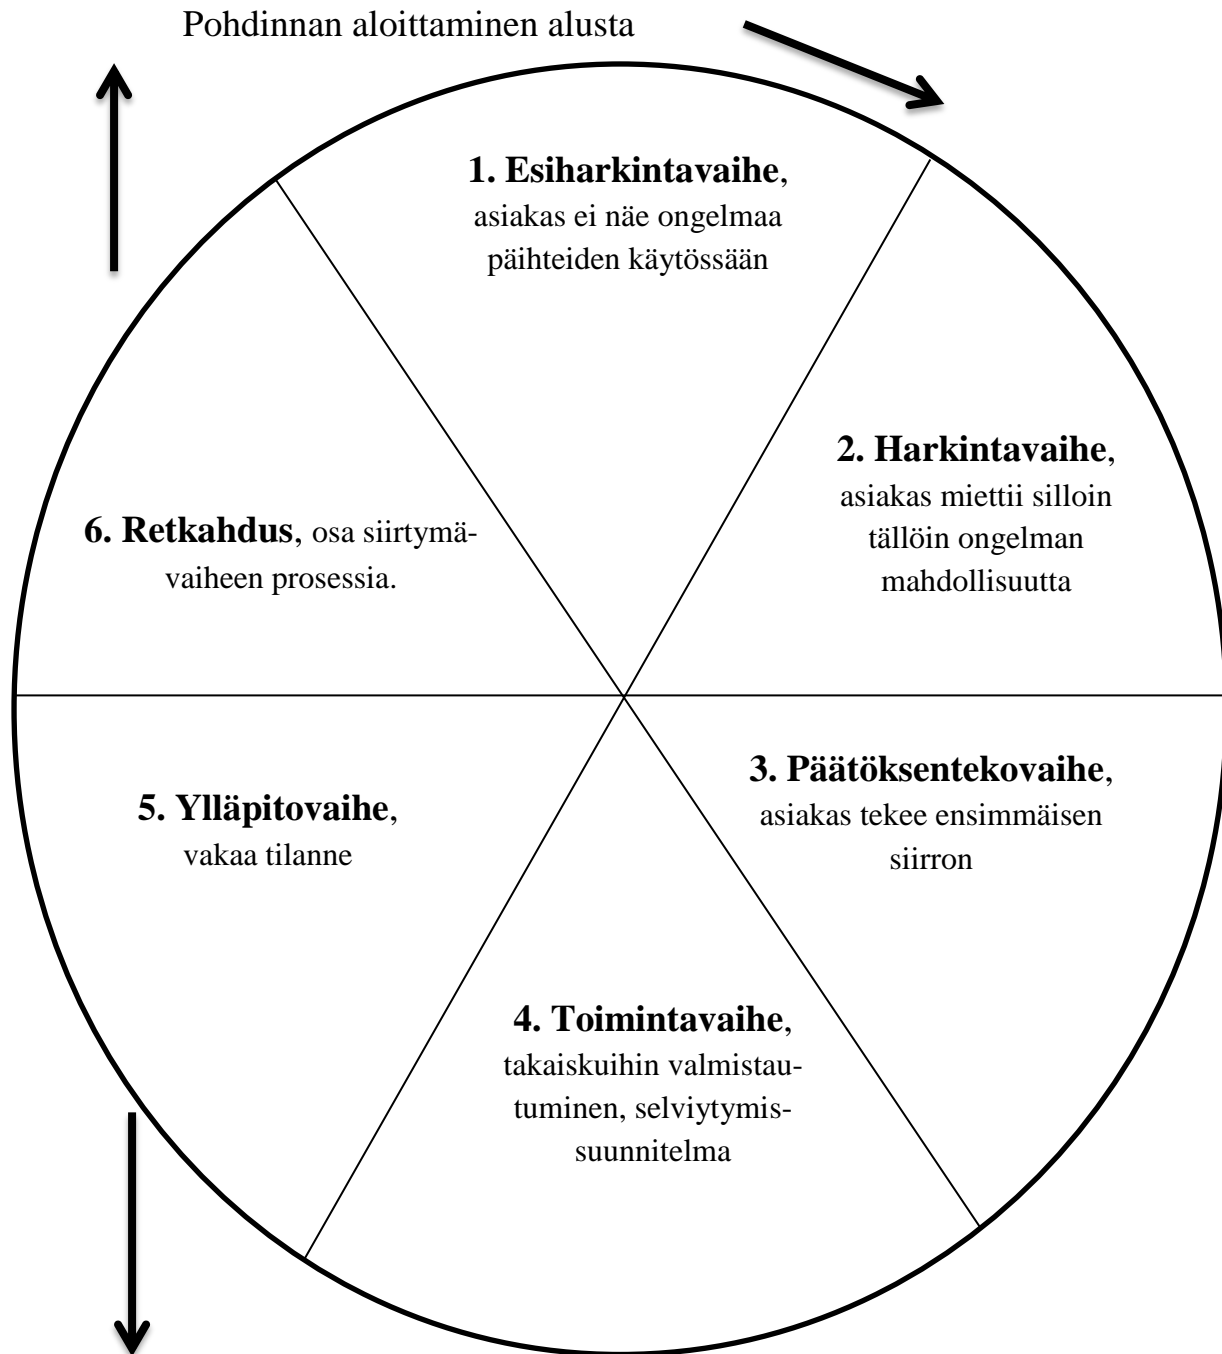 Pohdinnan aloittaminen alusta
1. Esiharkintavaihe,
asiakas ei näe ongelmaa
päihteiden käytössään
2. Harkintavaihe,
asiakas miettii silloin
tällöin ongelman
mahdollisuutta
3. Päätöksentekovaihe,
asiakas tekee ensimmäisen
siirron
4. Toimintavaihe,
takaiskuihin valmistau-
tuminen, selviytymis-
suunnitelma
5. Ylläpitovaihe,
vakaa tilanne
6. Retkahdus, osa siirtymä-
vaiheen prosessia.